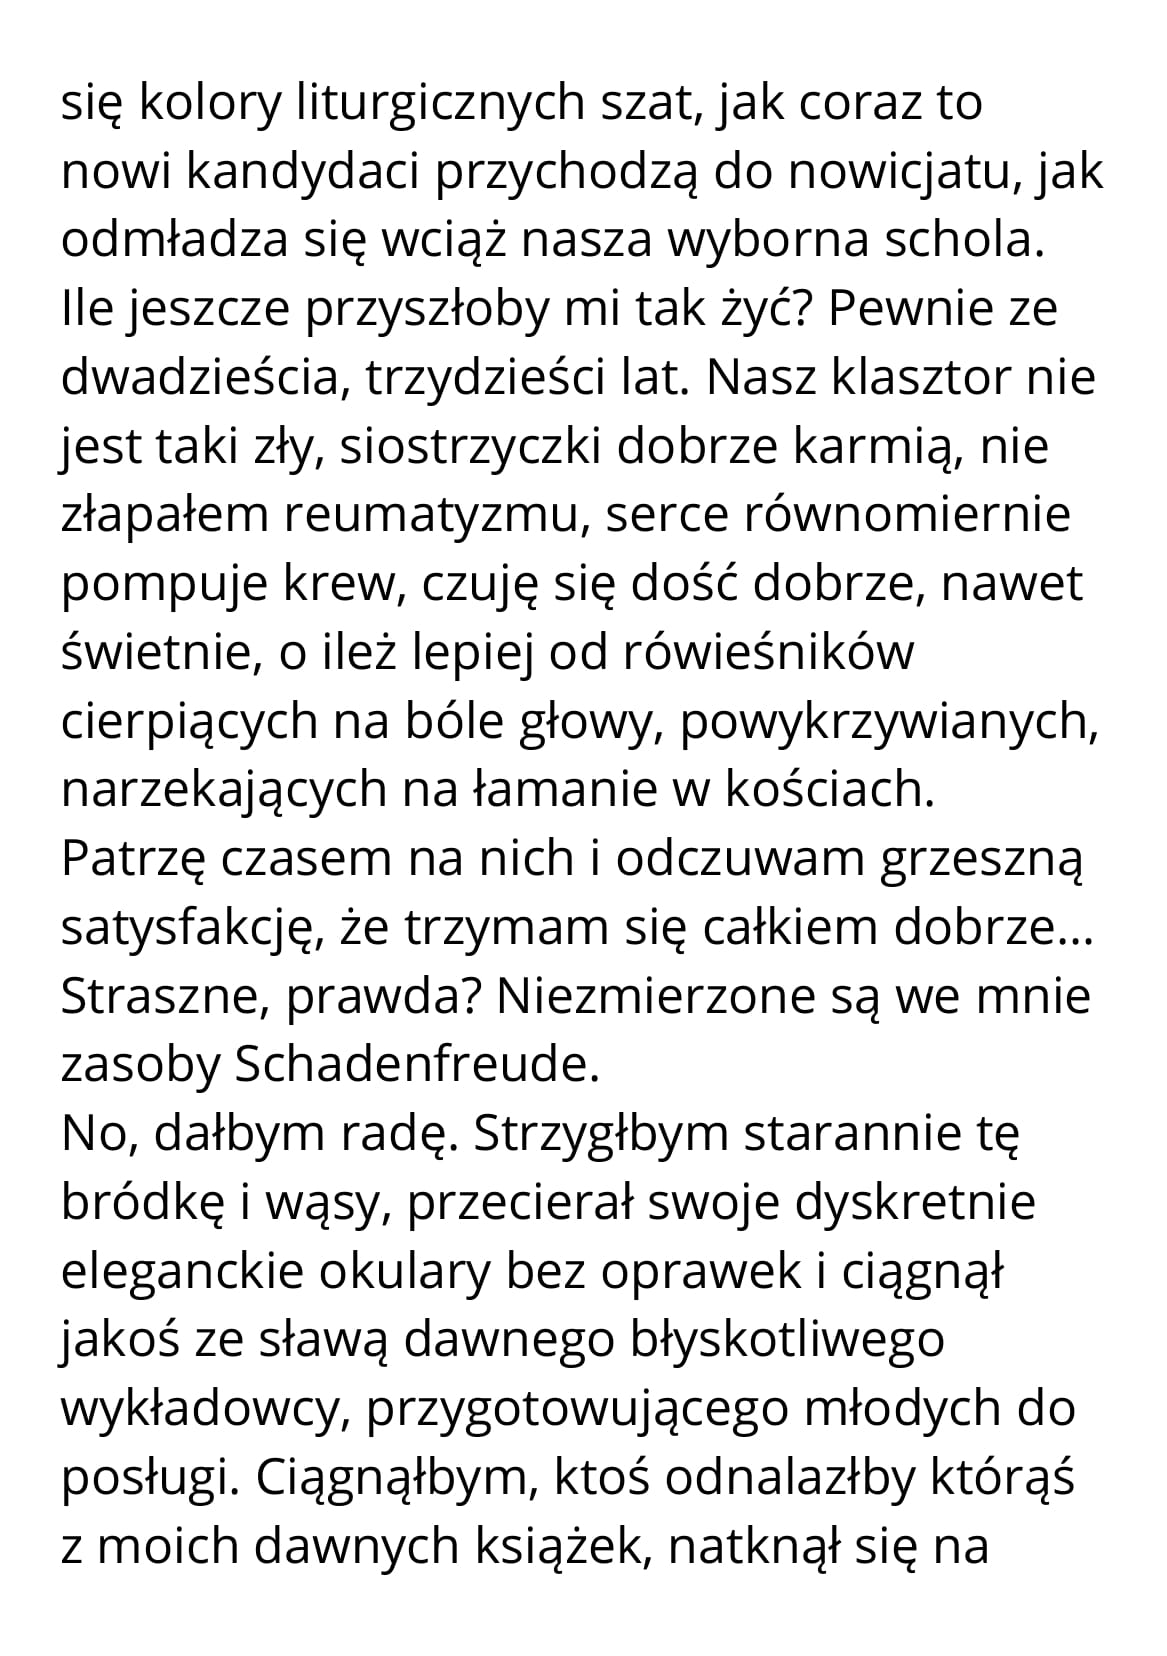 się kolory liturgicznych szat, jak coraz to
nowi kandydaci przychodzą do nowicjatu, jak
odmładza się wciąż nasza wyborna schola.
Ile jeszcze przyszłoby mi tak żyć? Pewnie ze
dwadzieścia, trzydzieści lat. Nasz klasztor nie
jest taki zły, siostrzyczki dobrze karmią, nie
złapałem reumatyzmu, serce równomiernie
pompuje krew, czuję się dość dobrze, nawet
świetnie, o ileż lepiej od rówieśników
cierpiących na bóle głowy, powykrzywianych,
narzekających na łamanie w kościach.
Patrzę czasem na nich i odczuwam grzeszną
satysfakcję, że trzymam się całkiem dobrze…
Straszne, prawda? Niezmierzone są we mnie
zasoby Schadenfreude.
No, dałbym radę. Strzygłbym starannie tę
bródkę i wąsy, przecierał swoje dyskretnie
eleganckie okulary bez oprawek i ciągnął
jakoś ze sławą dawnego błyskotliwego
wykładowcy, przygotowującego młodych do
posługi. Ciągnąłbym, ktoś odnalazłby którąś
z moich dawnych książek, natknął się na